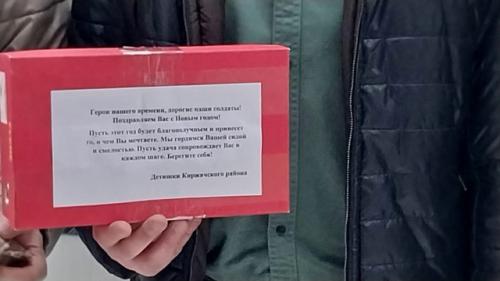 Герои нашего времени, дорогие наши солдаты!
Поздравляем Вас с Новым годом!
Пусть этот год будет благополучным и принесет
то, о чем Вы мечтаете. Мы гордимся Вашей силой
и смелостью. Пусть удача сопровождает Вас в
каждом шаге. Берегите себя!
Детишки Киржачского района